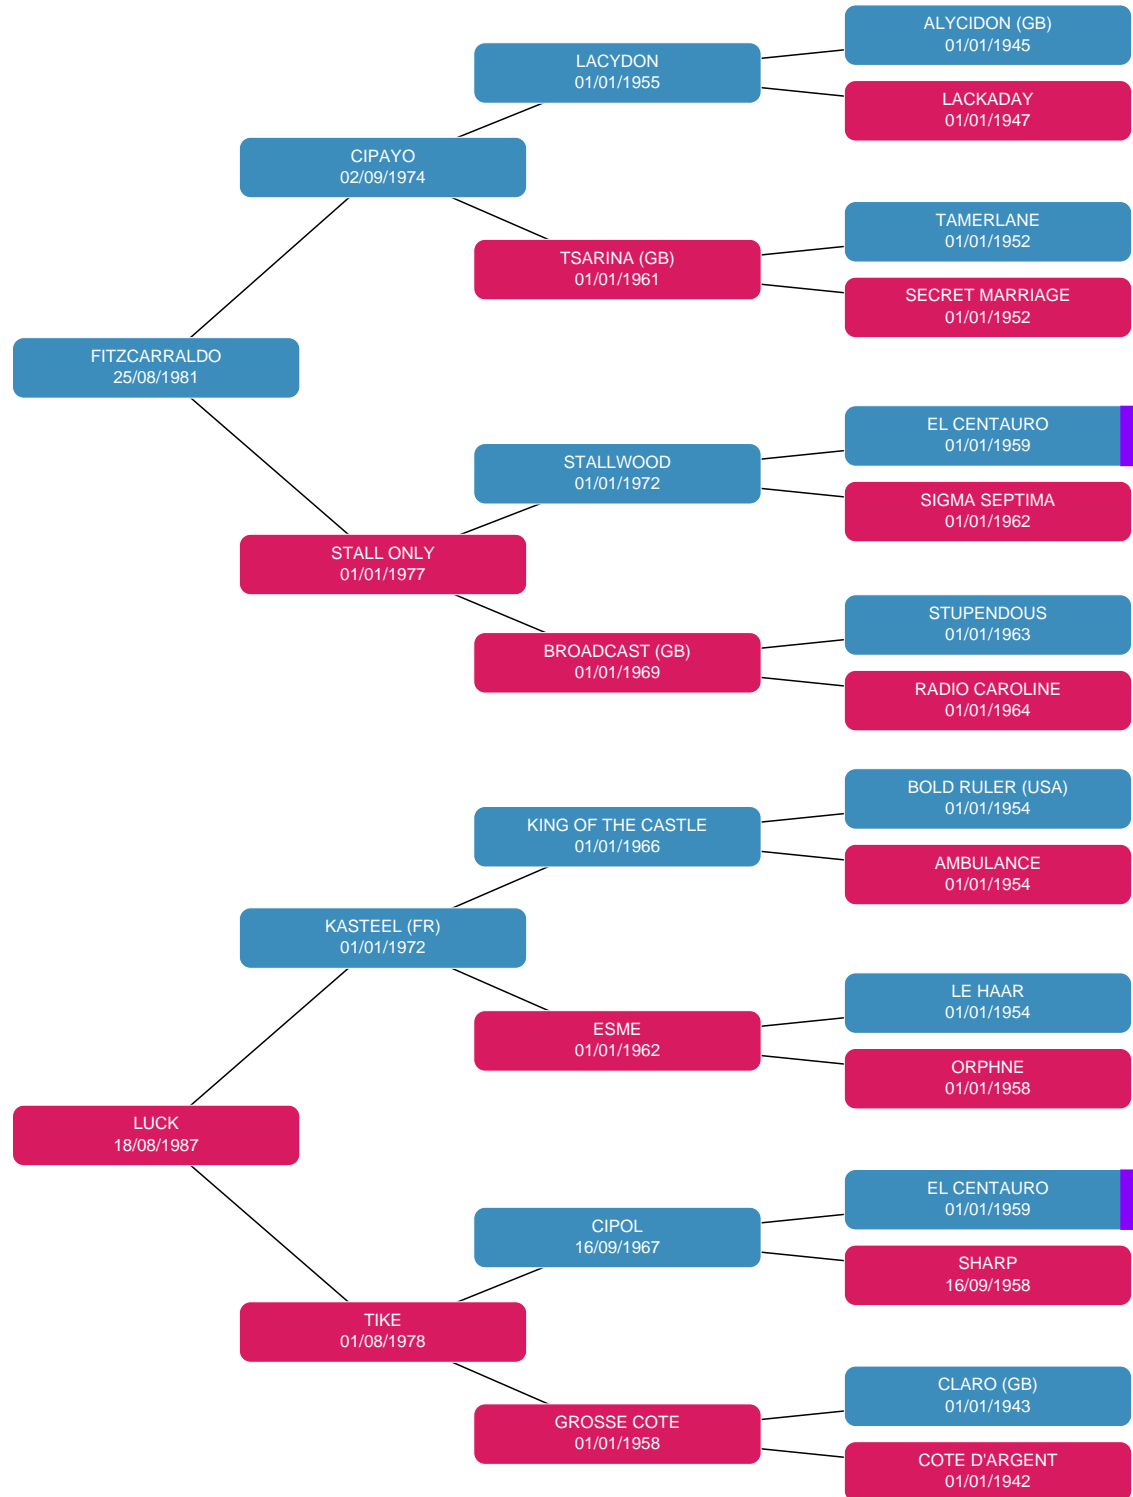 ALYCIDON (GB)
01/01/1945
LACYDON
01/01/1955
LACKADAY
01/01/1947
CIPAYO
02/09/1974
TAMERLANE
01/01/1952
TSARINA (GB)
01/01/1961
SECRET MARRIAGE
01/01/1952
FITZCARRALDO
25/08/1981
EL CENTAURO
01/01/1959
STALLWOOD
01/01/1972
SIGMA SEPTIMA
01/01/1962
STALL ONLY
01/01/1977
STUPENDOUS
01/01/1963
BROADCAST (GB)
01/01/1969
RADIO CAROLINE
01/01/1964
BOLD RULER (USA)
01/01/1954
KING OF THE CASTLE
01/01/1966
AMBULANCE
01/01/1954
KASTEEL (FR)
01/01/1972
LE HAAR
01/01/1954
ESME
01/01/1962
ORPHNE
01/01/1958
LUCK
18/08/1987
EL CENTAURO
01/01/1959
CIPOL
16/09/1967
SHARP
16/09/1958
TIKE
01/08/1978
CLARO (GB)
01/01/1943
GROSSE COTE
01/01/1958
COTE D'ARGENT
01/01/1942